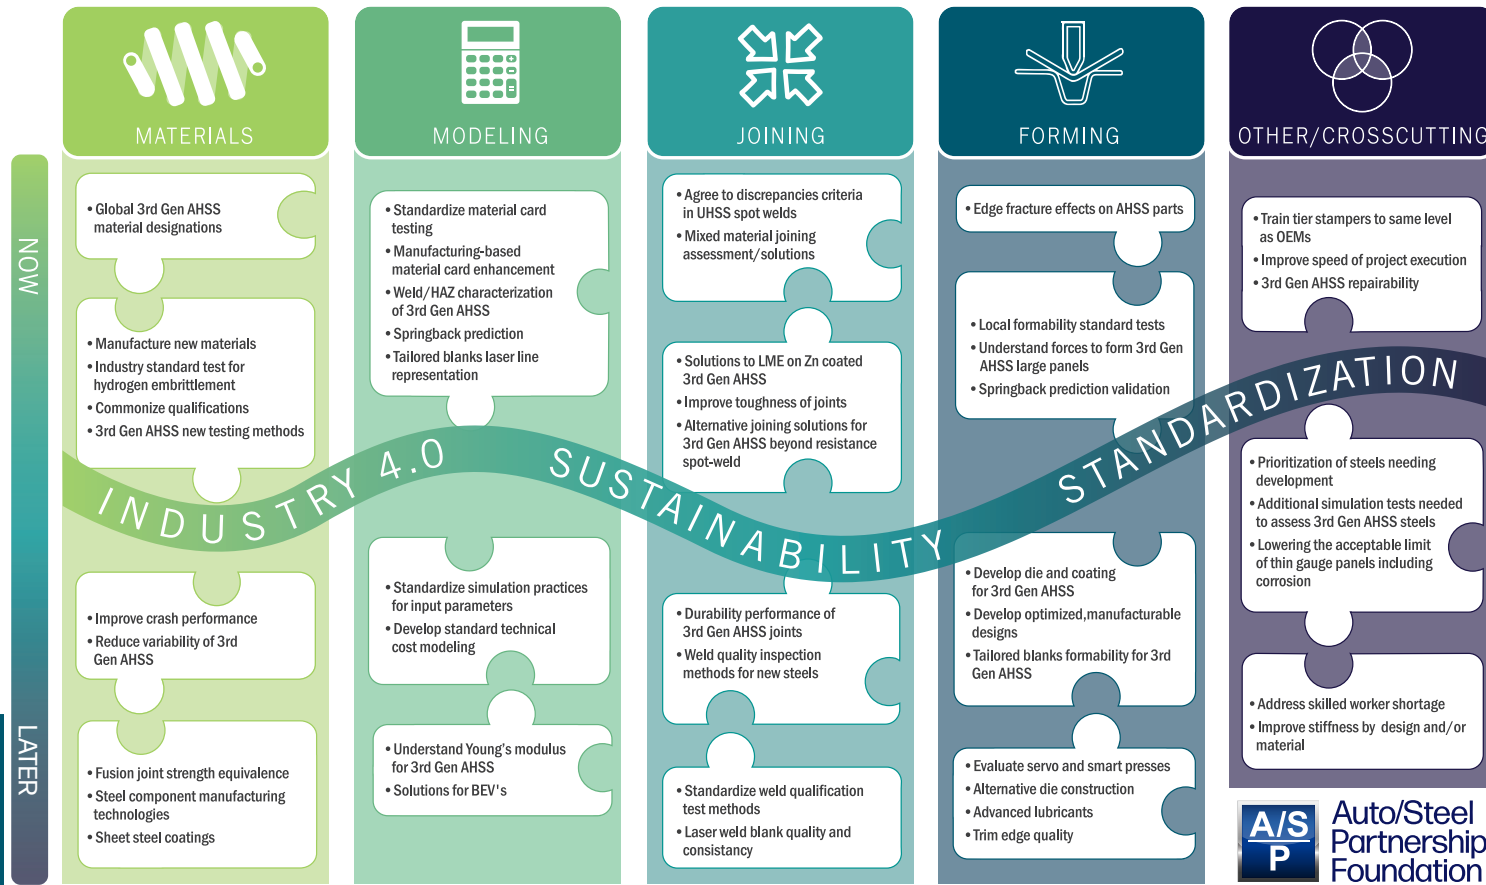 MATERIALS
MODELING
JOINING
FORMING
OTHER/CROSSCUTTING
NOW
LATER
• Global 3rd Gen AHSS
material designations
• Manufacture new materials
• Industry standard test for
hydrogen embrittlement
• Commonize qualifications
• 3rd Gen AHSS new testing methods
• Improve crash performance
• Reduce variability of 3rd
Gen AHSS
• Fusion joint strength equivalence
• Steel component manufacturing
technologies
• Sheet steel coatings
• Standardize material card
testing
• Manufacturing-based
material card enhancement
• Weld/HAZ characterization
of 3rd Gen AHSS
• Springback prediction
• Tailored blanks laser line
representation
• Standardize simulation practices
for input parameters
• Develop standard technical
cost modeling
• Understand Young's modulus
for 3rd Gen AHSS
• Solutions for BEV's
• Agree to discrepancies criteria
in UHSS spot welds
• Mixed material joining
assessment/solutions
• Solutions to LME on Zn coated
3rd Gen AHSS
• Improve toughness of joints
• Alternative joining solutions for
3rd Gen AHSS beyond resistance
spot-weld
• Durability performance of
3rd Gen AHSS joints
• Weld quality inspection
methods for new steels
• Standardize weld qualification
test methods
• Laser weld blank quality and
consistancy
• Edge fracture effects on AHSS parts
• Local formability standard tests
• Understand forces to form 3rd Gen
AHSS large panels
• Springback prediction validation
• Develop die and coating
for 3rd Gen AHSS
• Develop optimized,manufacturable
designs
• Tailored blanks formability for 3rd
Gen AHSS
• Evaluate servo and smart presses
• Alternative die construction
• Advanced lubricants
• Trim edge quality
• Train tier stampers to same level
as OEMs
• Improve speed of project execution
• 3rd Gen AHSS repairability
• Prioritization of steels needing
development
• Additional simulation tests needed
to assess 3rd Gen AHSS steels
• Lowering the acceptable limit
of thin gauge panels including
corrosion
• Address skilled worker shortage
• Improve stiffness by design and/or
material
INDUSTRY 4.0 SUSTAINABILITY STANDARDIZATION
A/S
P
Auto/Steel
Partnership
Foundation